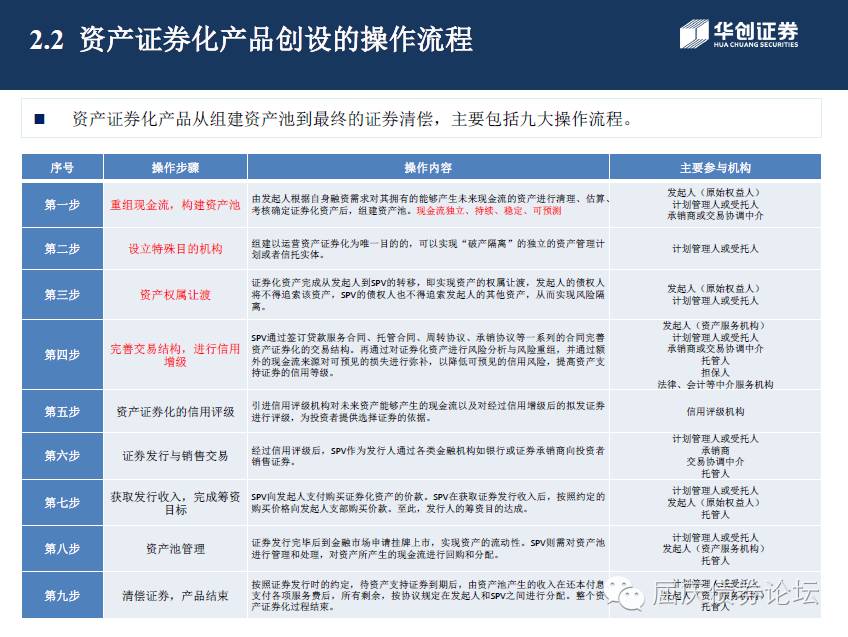 2.2 资产证券化产品创设的操作流程
华创证券
HUA CHUANG SECURITIES
■ 资产证券化产品从组建资产池到最终的证券清偿，主要包括九大操作流程。
序号 操作步骤 操作内容 主要参与机构
第一步
重组现金流，构建资产池
由发起人根据自身融资需求对其拥有的能够产生未来现金流的资产进行清理、估算、
考核确定证券化资产后，组建资产池。现金流独立、持续、稳定、可预测
发起人（原始权益人）
计划管理人或受托人
承销商或交易协调中介
第二步
设立特殊目的机构
组建以运营资产证券化为唯一目的的，可以实现“破产隔离”的独立的资产管理计
划或者信托实体。
计划管理人或受托人
第三步
资产权属让渡
证券化资产完成从发起人到SPV的转移，即实现资产的权属让渡，发起人的债权人
将不得追索该资产，SPV的债权人也不得追索发起人的其他资产，从而实现风险隔
离。
发起人（原始权益人）
计划管理人或受托人
第四步
完善交易结构，进行信用
增级
SPV通过签订贷款服务合同、托管合同、周转协议、承销协议等一系列的合同完善
资产证券化的交易结构。再通过对证券化资产进行风险分析与风险重组，并通过额
外的现金流来源对可预见的损失进行弥补，以降低可预见的信用风险，提高资产支
持证券的信用等级。
发起人（资产服务机构）
计划管理人或受托人
承销商或交易协调中介
托管人
担保人
法律、会计等中介服务机构
第五步
资产证券化的信用评级
引进信用评级机构对未来资产能够产生的现金流以及对经过信用增级后的拟发证券
进行评级，为投资者提供选择证券的依据。
信用评级机构
第六步
证券发行与销售交易
经过信用评级后，SPV作为发行人通过各类金融机构如银行或证券承销商向投资者
销售证券。
计划管理人或受托人
承销商
交易协调中介
托管人
第七步
获取发行收入，完成筹资
目标
SPV向发起人支付购买证券化资产的价款。SPV在获取证券发行收入后，按照约定的
购买价格向发起人支部购买价款。至此，发行人的筹资目的达成。
计划管理人或受托人
发起人（原始权益人）
托管人
第八步
资产池管理
证券发行完毕后到金融市场申请挂牌上市，实现资产的流动性。SPV则需对资产池
进行管理和处理，对资产所产生的现金流进行回购和分配。
计划管理人或受托人
发起人（资产服务机构）
托管人
第九步
清偿证券，产品结束
按照证券发行时的约定，待资产支持证券到期后，由资产池产生的收入在还本付息、
支付各项服务费后，所有剩余，按协议规定在发起人和SPV之间进行分配。整个资
产证券化过程结束。
计划管理人或受托人
发起人（资产服务机构）
托管人
屈庆债券论坛